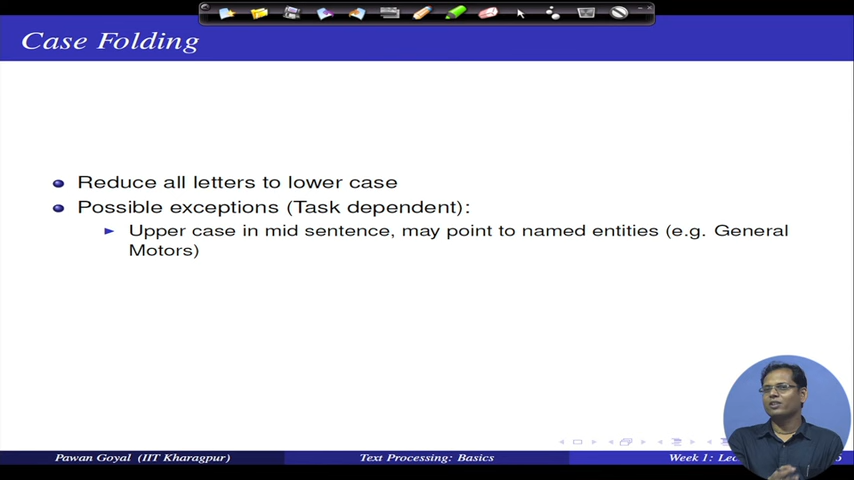 Case Folding
Reduce all letters to lower case
Possible exceptions (Task dependent):
Upper case in mid sentence, may point to named entities (e.g. General
Motors)
Pawan Goyal (IIT Kharagpur)
Text Processing: Basics
Week 1: